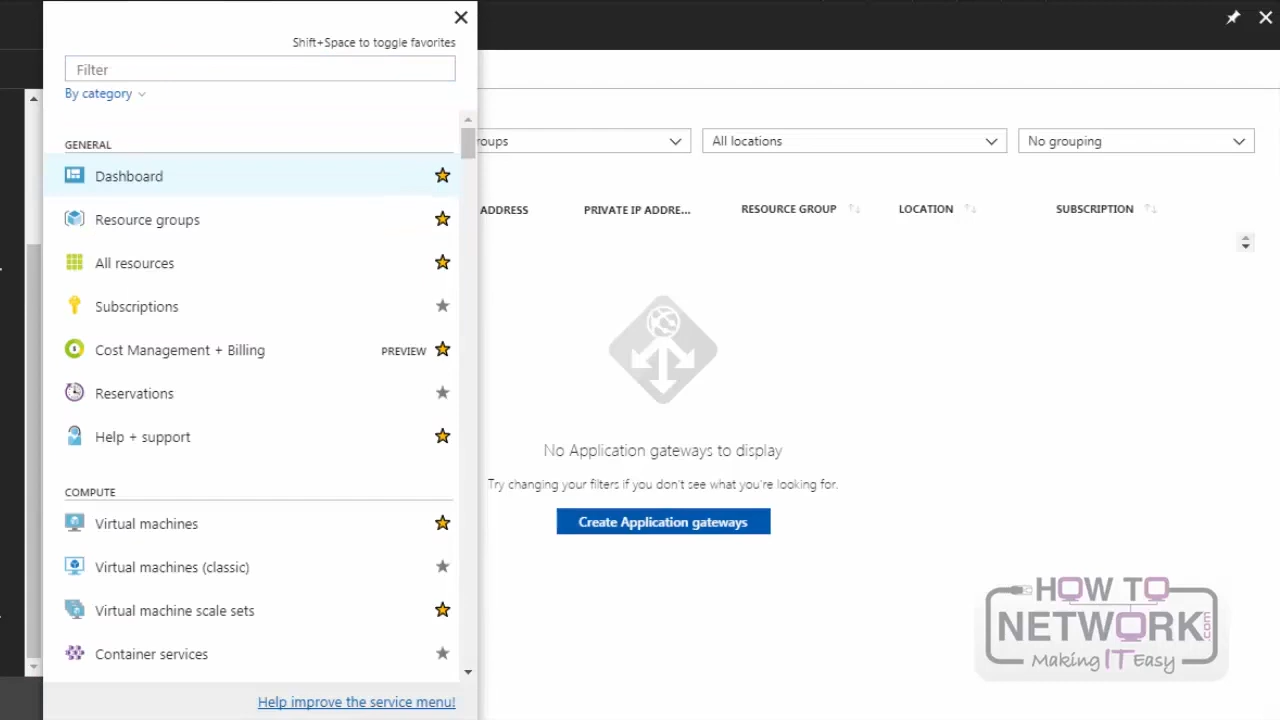 Shift+Space to toggle favorites
Filter
By category
GENERAL
Dashboard
Resource groups
All resources
Subscriptions
Cost Management + Billing PREVIEW
Reservations
Help + support
COMPUTE
Virtual machines
Virtual machines (classic)
Virtual machine scale sets
Container services
Help improve the service menu!
roups All locations No grouping
ADDRESS PRIVATE IP ADDRE... RESOURCE GROUP LOCATION SUBSCRIPTION
No Application gateways to display
Try changing your filters if you don't see what you're looking for.
Create Application gateways
HOW TO
NETWORK.com
Making IT Easy